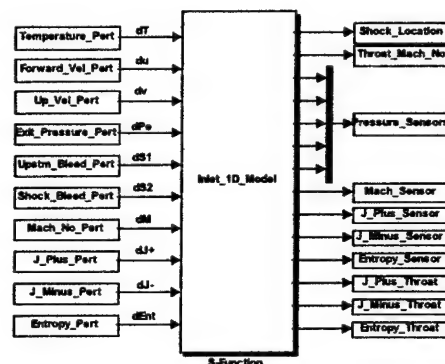 Temperature_Pert
dT
Forward_Vel_Pert
du
Up_Vel_Pert
dv
Exit_Pressure_Pert
dPe
Upstm_Bleed_Pert
dS1
Shock_Bleed_Pert
dS2
Mach_No_Pert
dM
J_Plus_Pert
dJ+
J_Minus_Pert
dJ-
Entropy_Pert
dEnt
Inlet_1D_Model
S-Function
Shock_Location
Throat_Mach_No
Pressure_Sensors
Mach_Sensor
J_Plus_Sensor
J_Minus_Sensor
Entropy_Sensor
J_Plus_Throat
J_Minus_Throat
Entropy_Throat